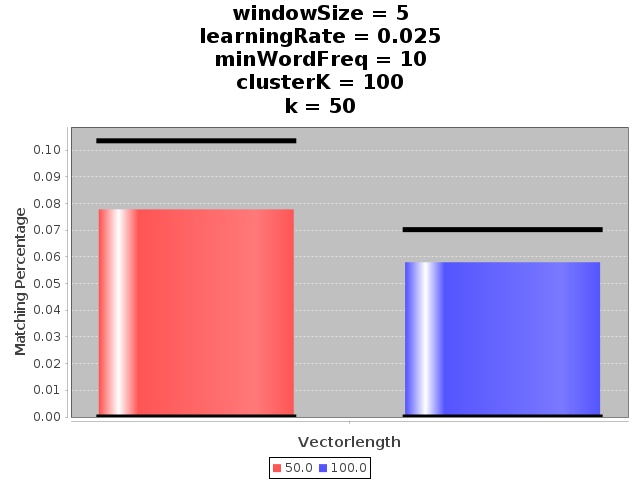 windowSize = 5
learningRate = 0.025
minWordFreq = 10
clusterK = 100
k = 50
0.10
0.09
0.08
0.07
0.06
0.05
0.04
0.03
0.02
0.01
0.00
Matching Percentage
Vectorlength
50.0 100.0